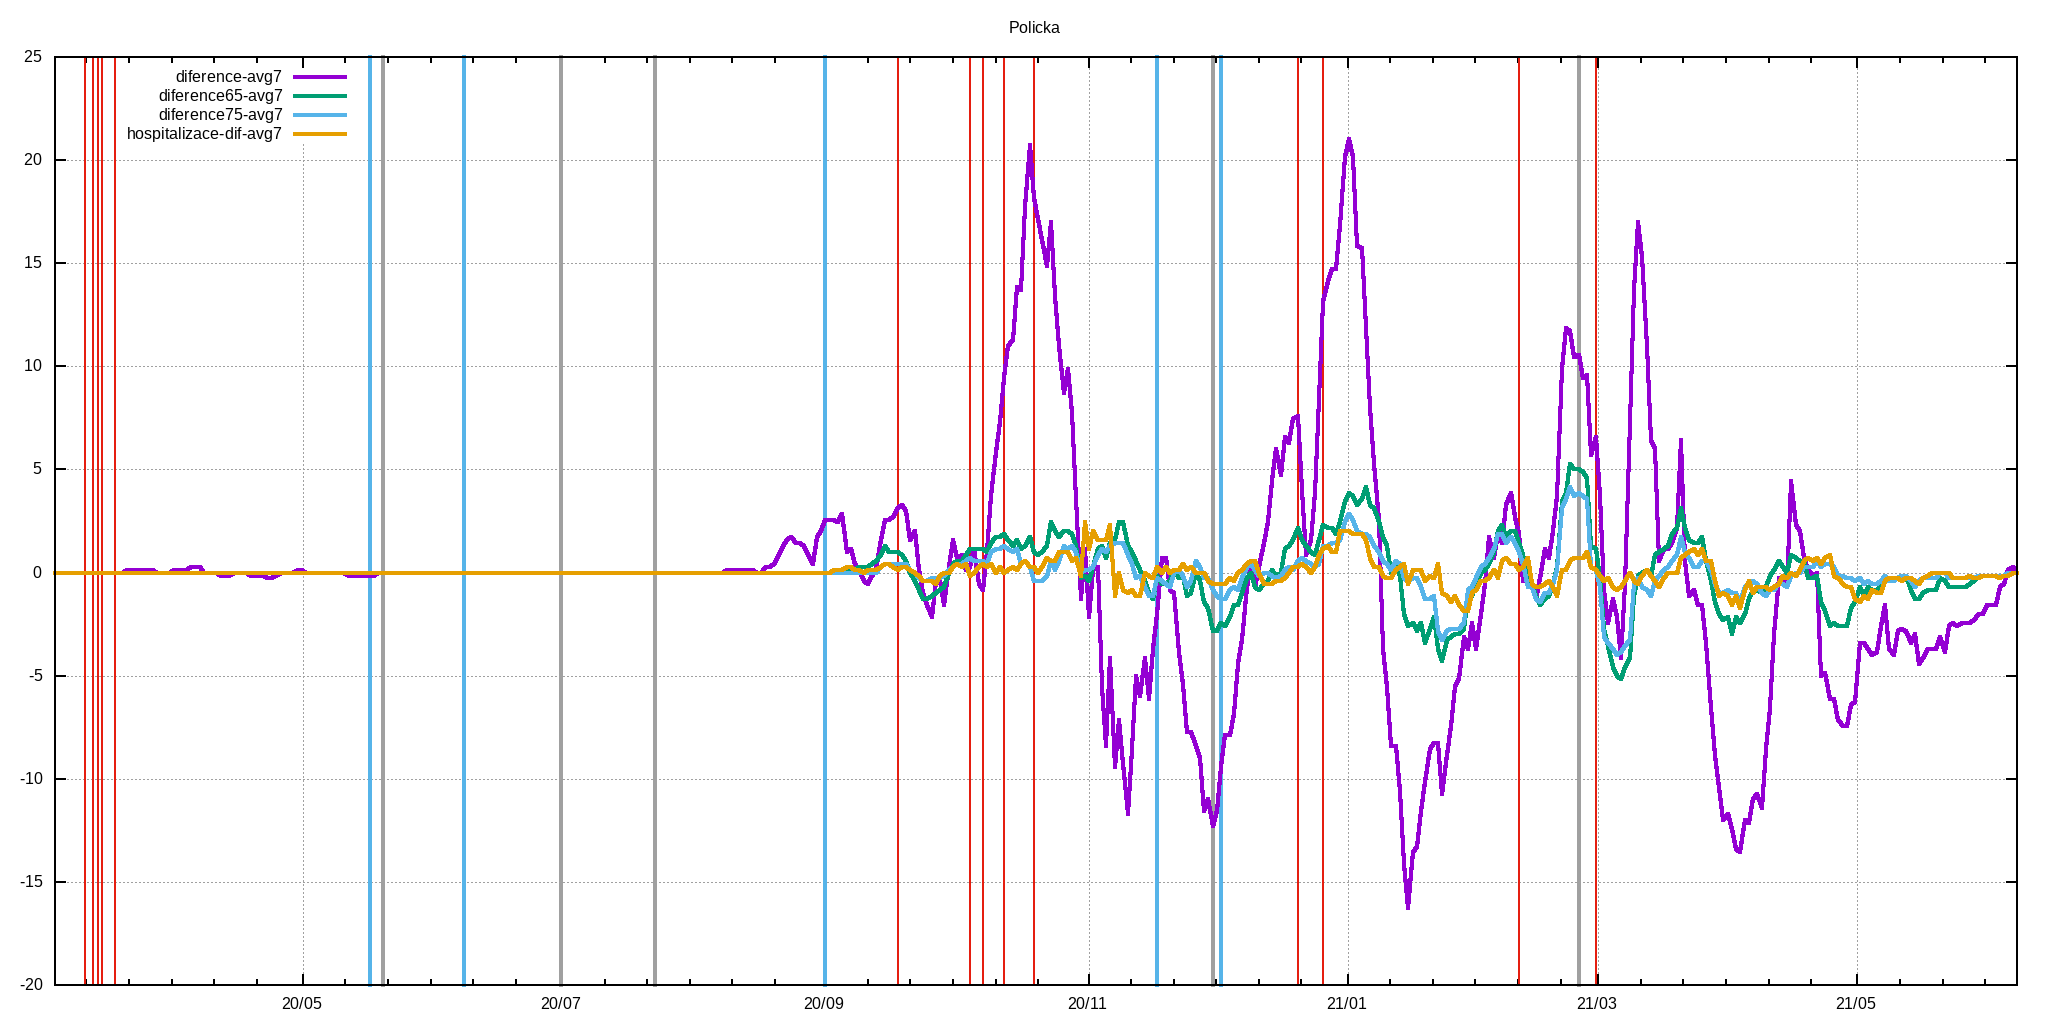 Policka
diference-avg7
diference65-avg7
diference75-avg7
hospitalizace-dif-avg7
25
20
15
10
5
0
-5
-10
-15
-20
20/05 20/07 20/09 20/11 21/01 21/03 21/05